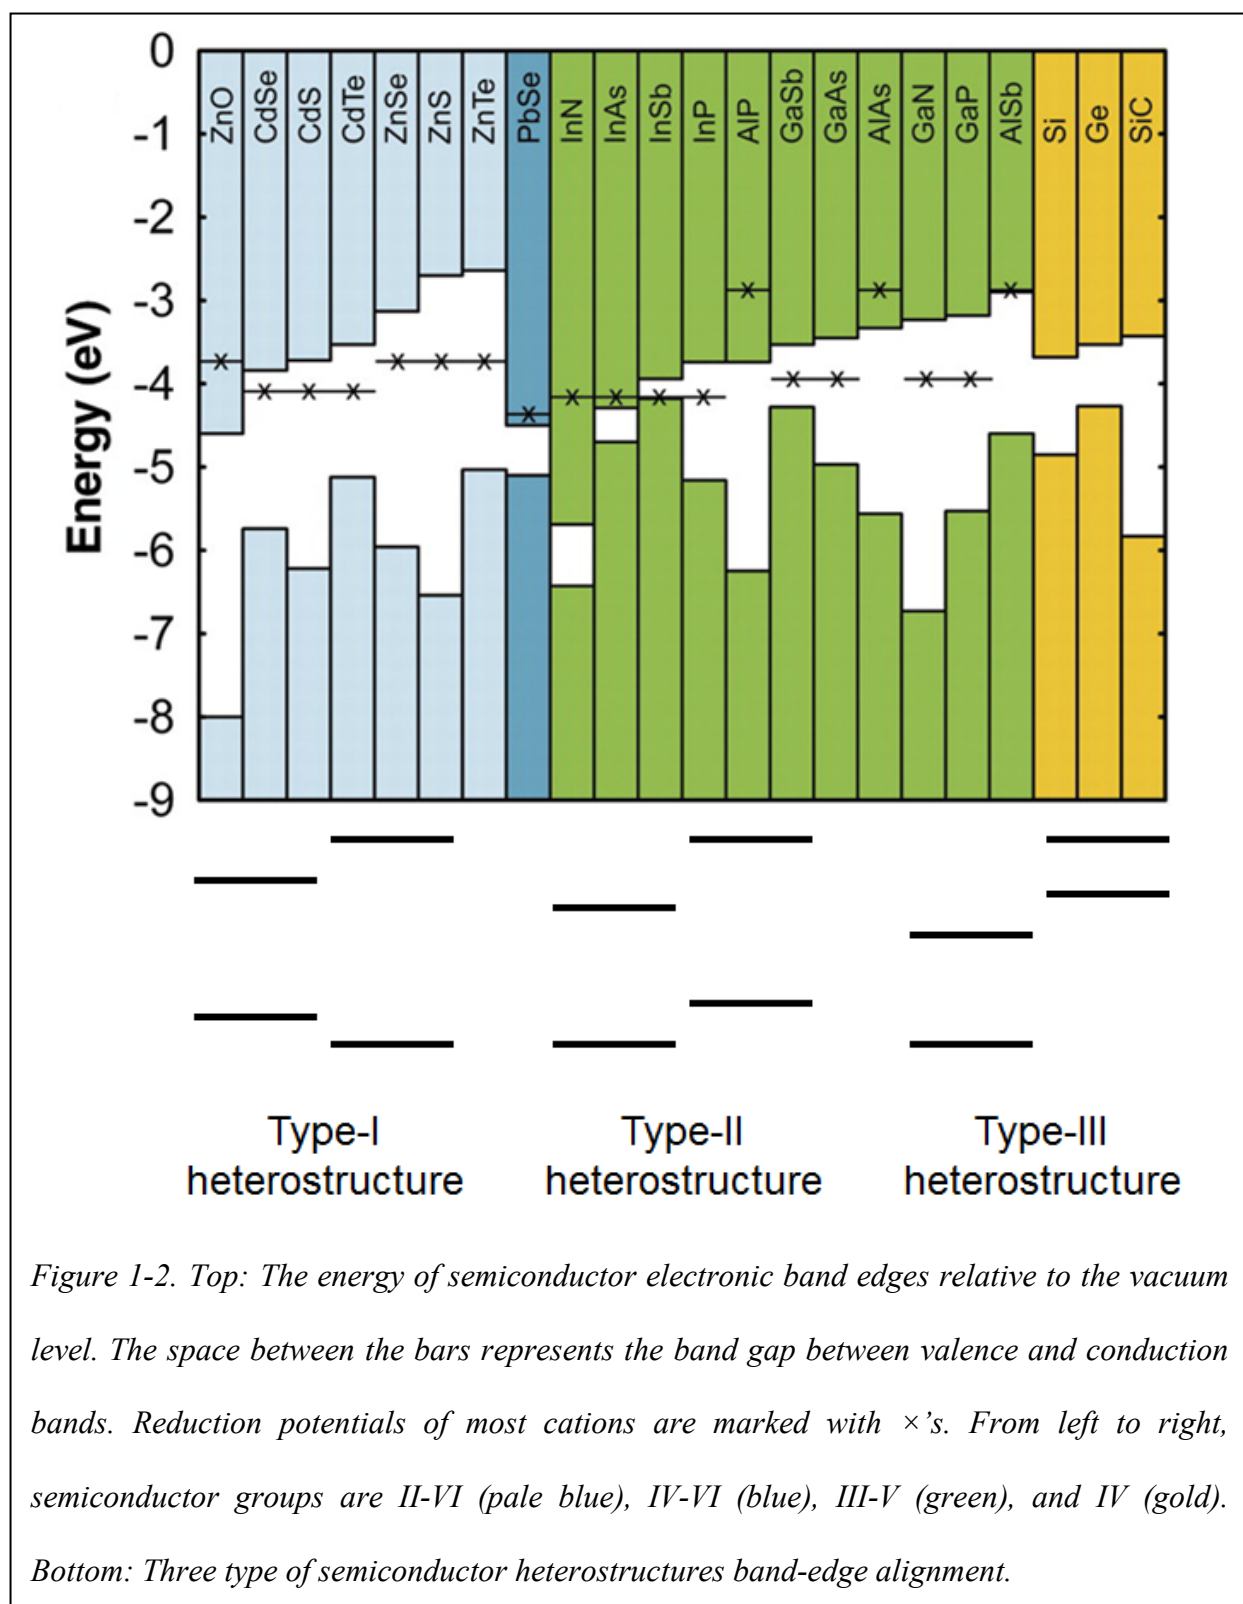 0
-1
-2
-3
-4
-5
-6
-7
-8
-9
Energy (eV)
ZnO
CdSe
CdS
CdTe
ZnSe
ZnS
ZnTe
PbSe
InN
InAs
InSb
InP
AlP
GaSb
GaAs
AlAs
GaN
GaP
AlSb
Si
Ge
SiC
Type-I
heterostructure
Type-II
heterostructure
Type-III
heterostructure
Figure 1-2. Top: The energy of semiconductor electronic band edges relative to the vacuum
level. The space between the bars represents the band gap between valence and conduction
bands. Reduction potentials of most cations are marked with ×’s. From left to right,
semiconductor groups are II-VI (pale blue), IV-VI (blue), III-V (green), and IV (gold).
Bottom: Three type of semiconductor heterostructures band-edge alignment.